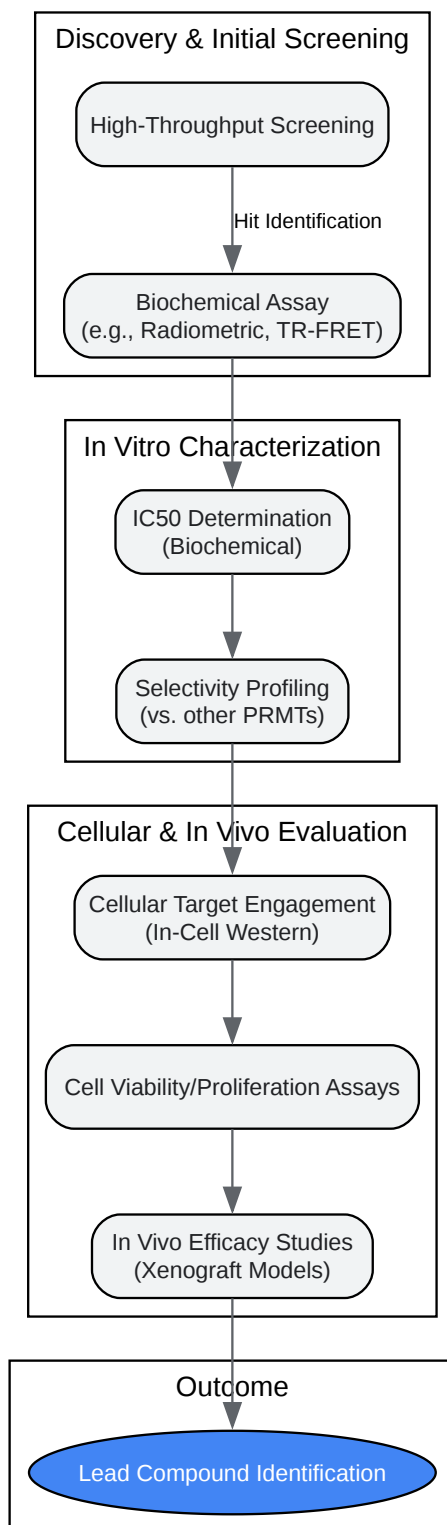 Discovery & Initial Screening
High-Throughput Screening
Hit Identification
Biochemical Assay
(e.g., Radiometric, TR-FRET)
In Vitro Characterization
IC50 Determination
(Biochemical)
Selectivity Profiling
(vs. other PRMTs)
Cellular & In Vivo Evaluation
Cellular Target Engagement
(In-Cell Western)
Cell Viability/Proliferation Assays
In Vivo Efficacy Studies
(Xenograft Models)
Outcome
Lead Compound Identification